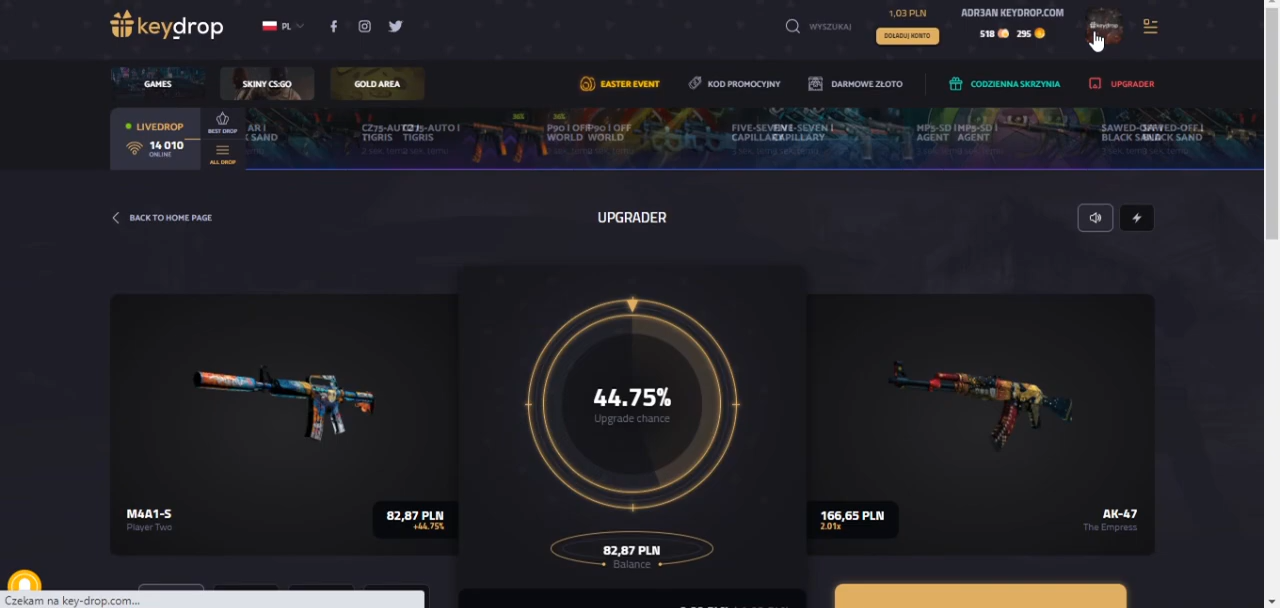 keydrop
PL
WYSZUKAJ
1,03 PLN
DOŁADUJ KONTO
ADR3AN KEYDROP.COM
518 295
GAMES
SKINY CS:GO
GOLD AREA
EASTER EVENT
KOD PROMOCYJNY
DARMOWE ZŁOTO
CODZIENNA SKRZYNIA
UPGRADER
LIVEDROP
14 010
ONLINE
BEST DROP
ALL DROP
BACK TO HOME PAGE
UPGRADER
44.75%
Upgrade chance
M4A1-S
Player Two
82,87 PLN
+44.75%
166,65 PLN
2.01x
AK-47
The Empress
82,87 PLN
Balance
Czekam na key-drop.com...